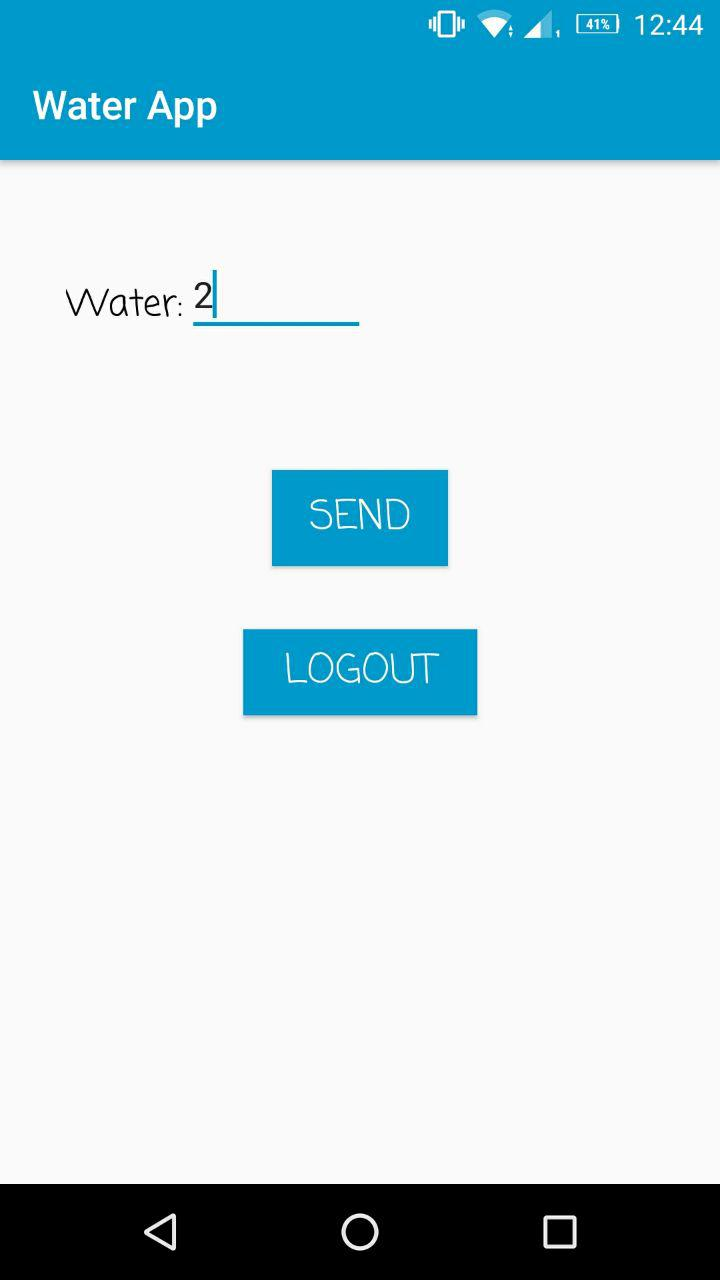 41% 12:44
Water App
Water: 2
SEND
LOGOUT